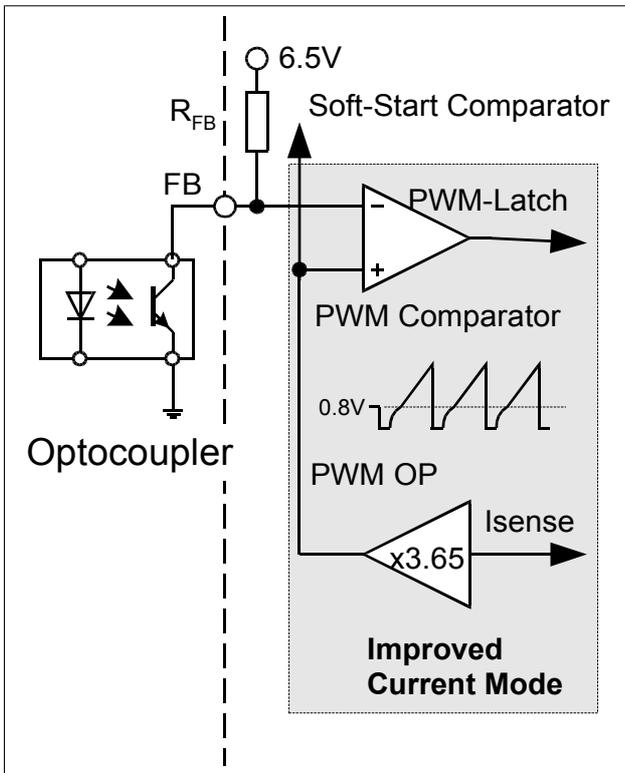 6.5V
R_FB
Soft-Start Comparator
FB
PWM-Latch
−
+
PWM Comparator
0.8V
Optocoupler
PWM OP
Isense
x3.65
Improved
Current Mode